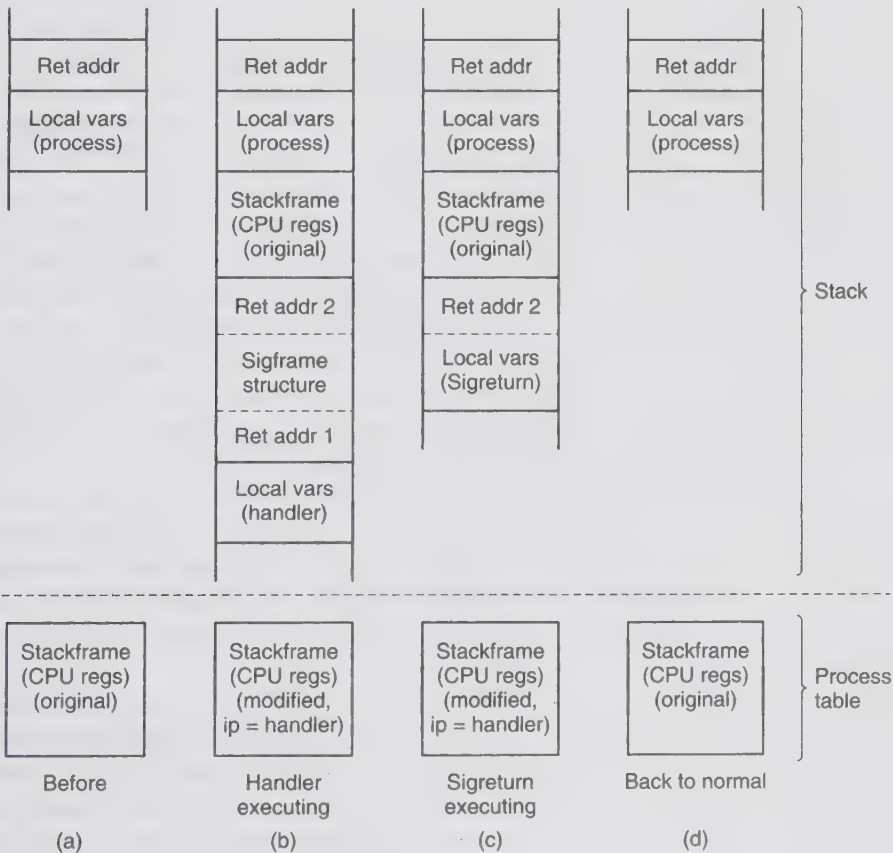 Ret addr
Local vars
(process)
Ret addr
Local vars
(process)
Stackframe
(CPU regs)
(original)
Ret addr 2
Sigframe
structure
Ret addr 1
Local vars
(handler)
Ret addr
Local vars
(process)
Stackframe
(CPU regs)
(original)
Ret addr 2
Local vars
(Sigreturn)
Ret addr
Local vars
(process)
Stack
Stackframe
(CPU regs)
(original)
Stackframe
(CPU regs)
(modified,
ip = handler)
Stackframe
(CPU regs)
(modified,
ip = handler)
Stackframe
(CPU regs)
(original)
Process
table
Before
Handler
executing
Sigreturn
executing
Back to normal
(a)
(b)
(c)
(d)